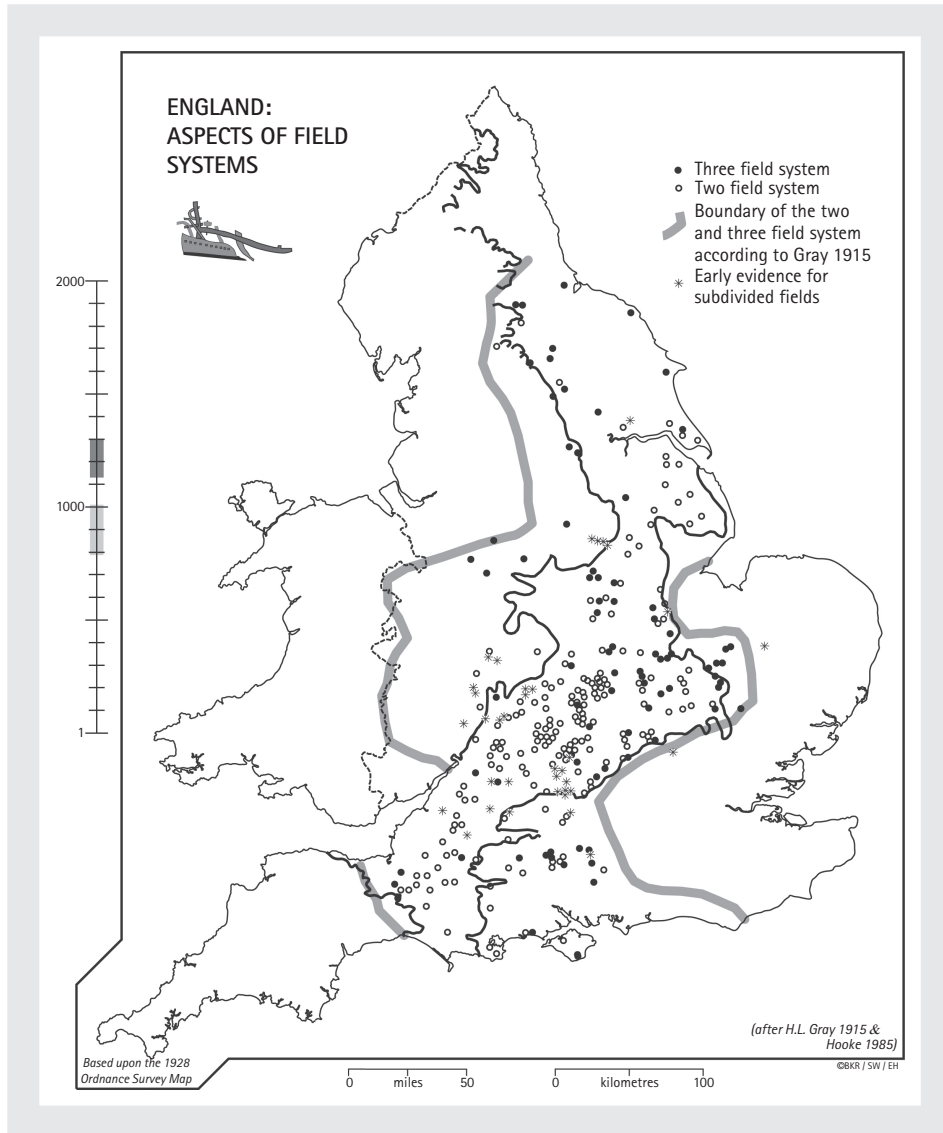 ENGLAND:
ASPECTS OF FIELD
SYSTEMS
Three field system
Two field system
Boundary of the two
and three field system
according to Gray 1915
Early evidence for
subdivided fields
2000
1000
1
(after H.L. Gray 1915 &
Hooke 1985)
Based upon the 1928
Ordnance Survey Map
©BKR / SW / EH
0 miles 50
0 kilometres 100